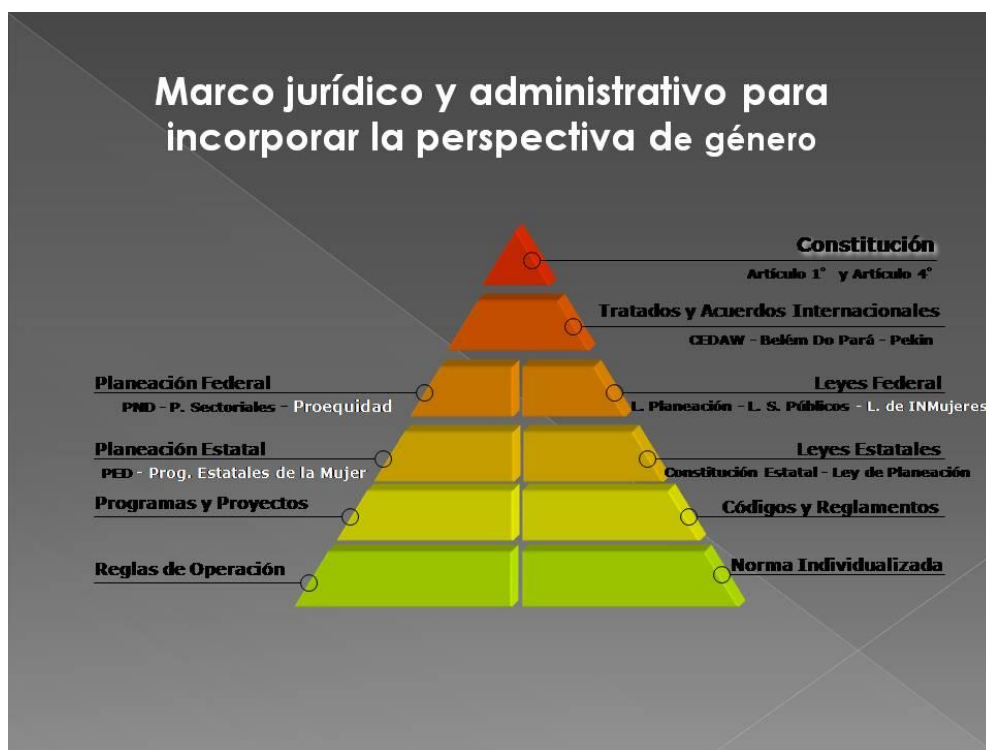 Marco jurídico y administrativo para
incorporar la perspectiva de género
Constitución
Artículo 1° y Artículo 4°
Tratados y Acuerdos Internacionales
CEDAW - Belém Do Pará - Pekin
Planeación Federal
PND - P. Sectoriales - Proequidad
Leyes Federal
L. Planeación - L. S. Públicos - L. de INMujeres
Planeación Estatal
PED - Prog. Estatales de la Mujer
Leyes Estatales
Constitución Estatal - Ley de Planeación
Programas y Proyectos
Códigos y Reglamentos
Reglas de Operación
Norma Individualizada